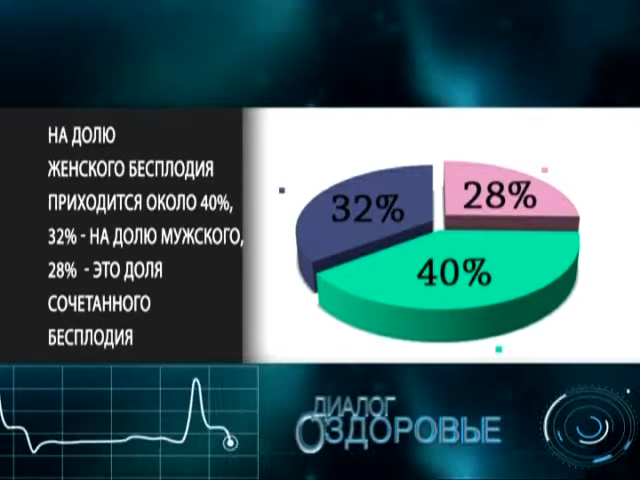 НА ДОЛЮ
ЖЕНСКОГО БЕСПЛОДИЯ
ПРИХОДИТСЯ ОКОЛО 40%,
32% - НА ДОЛЮ МУЖСКОГО,
28% - ЭТО ДОЛЯ
СОЧЕТАННОГО
БЕСПЛОДИЯ
32%
28%
40%
ДИАЛОГ
О ЗДОРОВЬЕ